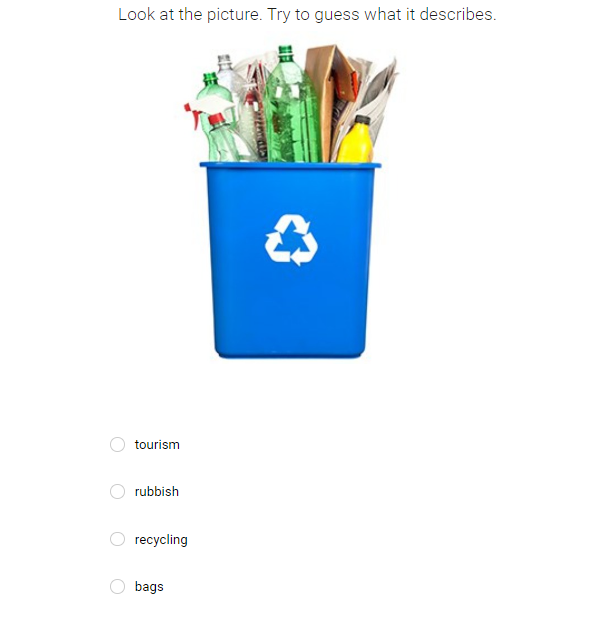 Look at the picture. Try to guess what it describes.
tourism
rubbish
recycling
bags